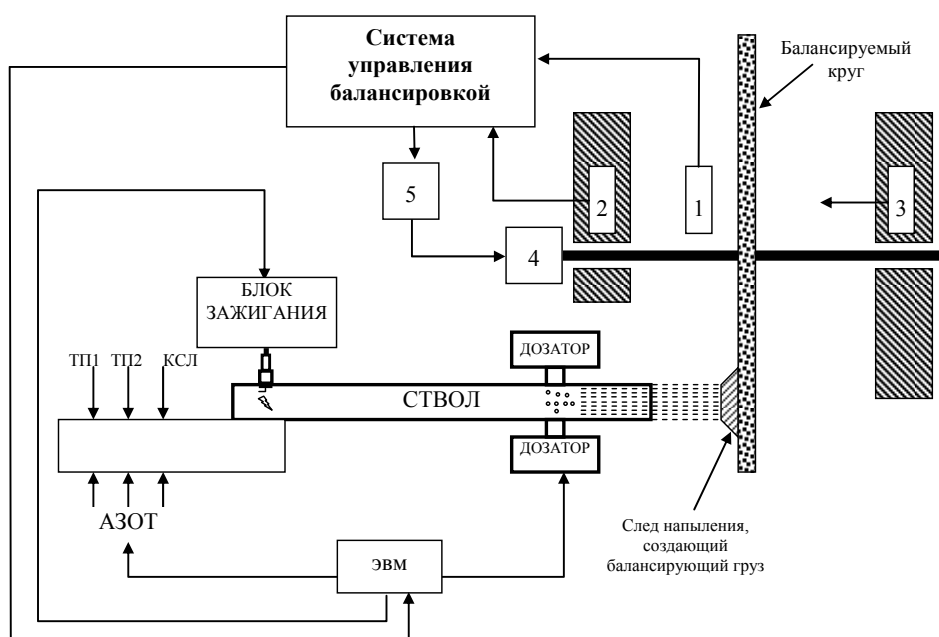 Система
управления
балансировкой
Балансируемый
круг
5
2
1
3
4
БЛОК
ЗАЖИГАНИЯ
ТП1
ТП2
КСЛ
ДОЗАТОР
СТВОЛ
ДОЗАТОР
АЗОТ
След напыления,
создающий
балансирующий груз
ЭВМ